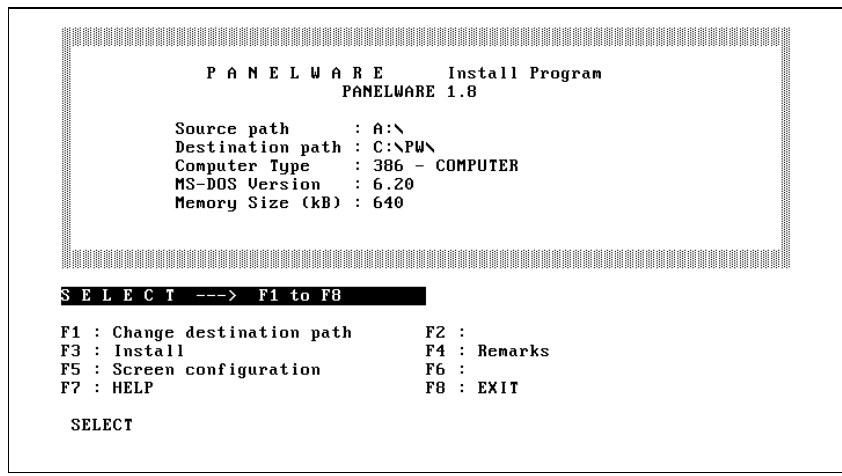 P A N E L W A R E Install Program
PANELWARE 1.8
Source path : A:\
Destination path : C:\PW\
Computer Type : 386 - COMPUTER
MS-DOS Version : 6.20
Memory Size (kB) : 640
S E L E C T ---> F1 to F8
F1 : Change destination path F2 :
F3 : Install F4 : Remarks
F5 : Screen configuration F6 :
F7 : HELP F8 : EXIT
SELECT